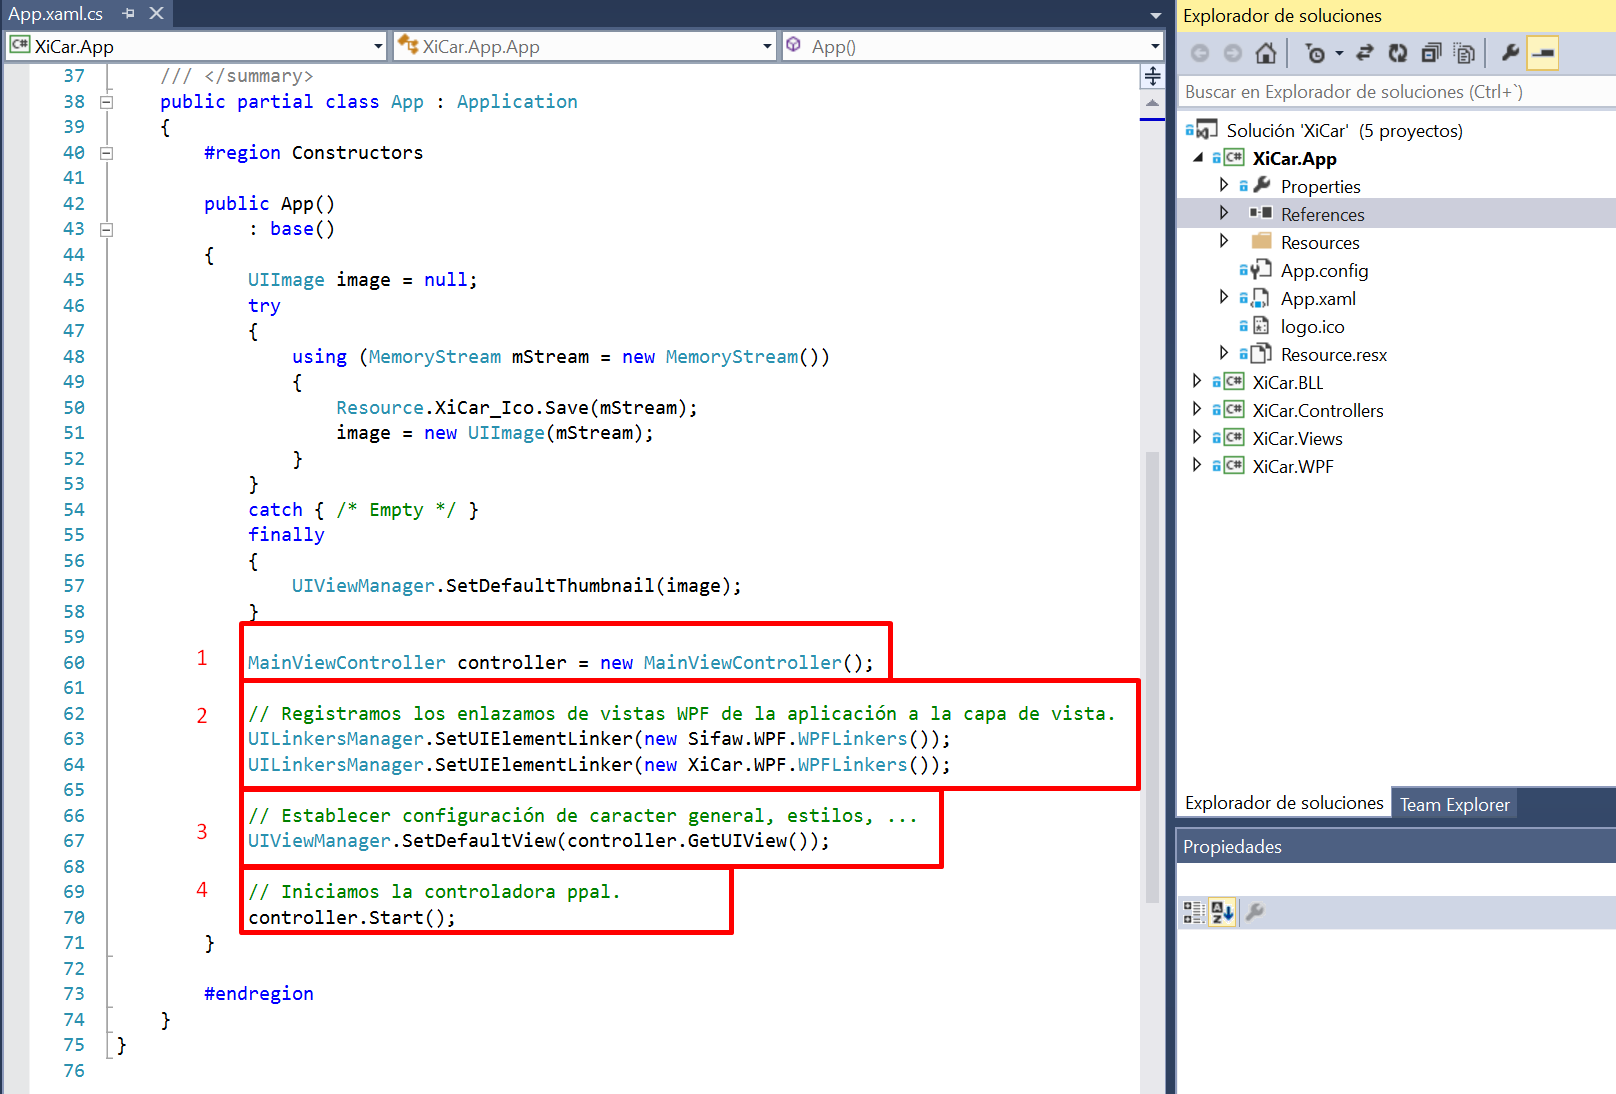 App.xaml.cs
XiCar.App
XiCar.App.App
App()
37 /// </summary>
38 public partial class App : Application
39 {
40 #region Constructors
41
42 public App()
43 : base()
44 {
45 UIImage image = null;
46 try
47 {
48 using (MemoryStream mStream = new MemoryStream())
49 {
50 Resource.XiCar_Ico.Save(mStream);
51 image = new UIImage(mStream);
52 }
53 }
54 catch { /* Empty */ }
55 finally
56 {
57 UIViewManager.SetDefaultThumbnail(image);
58 }
59
1
60 MainViewController controller = new MainViewController();
61
2
62 // Registramos los enlazamos de vistas WPF de la aplicación a la capa de vista.
63 UILinkersManager.SetUIElementLinker(new Sifaw.WPF.WPFLinkers());
64 UILinkersManager.SetUIElementLinker(new XiCar.WPF.WPFLinkers());
65
66 // Establecer configuración de caracter general, estilos, ...
3
67 UIViewManager.SetDefaultView(controller.GetUIView());
68
4
69 // Iniciamos la controladora ppal.
70 controller.Start();
71 }
72
73 #endregion
74 }
75 }
76
Explorador de soluciones
Buscar en Explorador de soluciones (Ctrl+`)
Solución 'XiCar' (5 proyectos)
C# XiCar.App
Properties
References
Resources
App.config
App.xaml
logo.ico
Resource.resx
C# XiCar.BLL
C# XiCar.Controllers
C# XiCar.Views
C# XiCar.WPF
Explorador de soluciones
Team Explorer
Propiedades